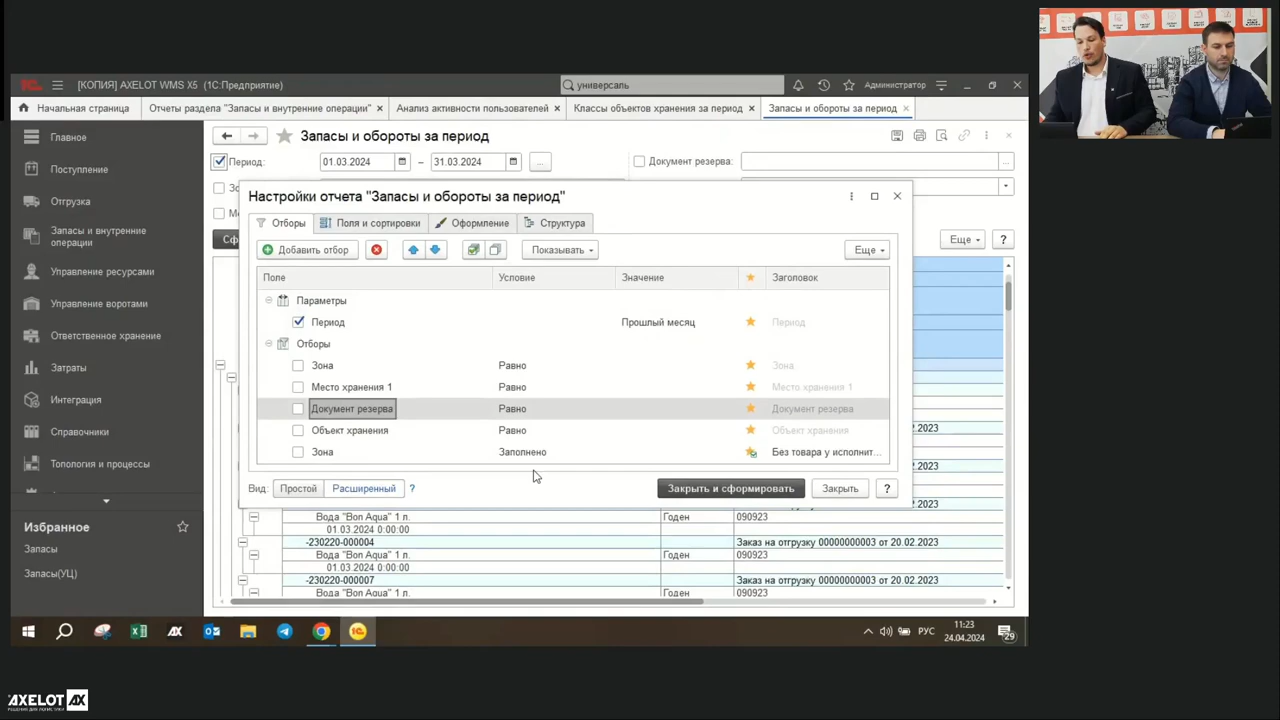 [КОПИЯ] AXELOT WMS X5 (1С:Предприятие)
универсаль
Администратор
Начальная страница
Отчеты раздела "Запасы и внутренние операции"
Анализ активности пользователей
Классы объектов хранения за период
Запасы и обороты за период
Главное
Поступление
Отгрузка
Запасы и внутренние операции
Управление ресурсами
Управление воротами
Ответственное хранение
Затраты
Интеграция
Справочники
Топология и процессы
Избранное
Запасы
Запасы(УЦ)
Запасы и обороты за период
Период: 01.03.2024 – 31.03.2024 ... Документ резерва:
Еще ?
Настройки отчета "Запасы и обороты за период"
Отборы Поля и сортировки Оформление Структура
Добавить отбор Показывать Еще
Поле Условие Значение Заголовок
Параметры
Период Прошлый месяц Период
Отборы
Зона Равно Зона
Место хранения 1 Равно Место хранения 1
Документ резерва Равно Документ резерва
Объект хранения Равно Объект хранения
Зона Заполнено Без товара у исполнит...
Вид: Простой Расширенный ? Закрыть и сформировать Закрыть ?
Вода "Bon Aqua" 1 л. Годен 090923
01.03.2024 0:00:00
-230220-000004 Заказ на отгрузку 00000000003 от 20.02.2023
Вода "Bon Aqua" 1 л. Годен 090923
01.03.2024 0:00:00
-230220-000007 Заказ на отгрузку 00000000003 от 20.02.2023
Вода "Bon Aqua" 1 л. Годен 090923
РУС
11:23
24.04.2024
29
AXELOT AX